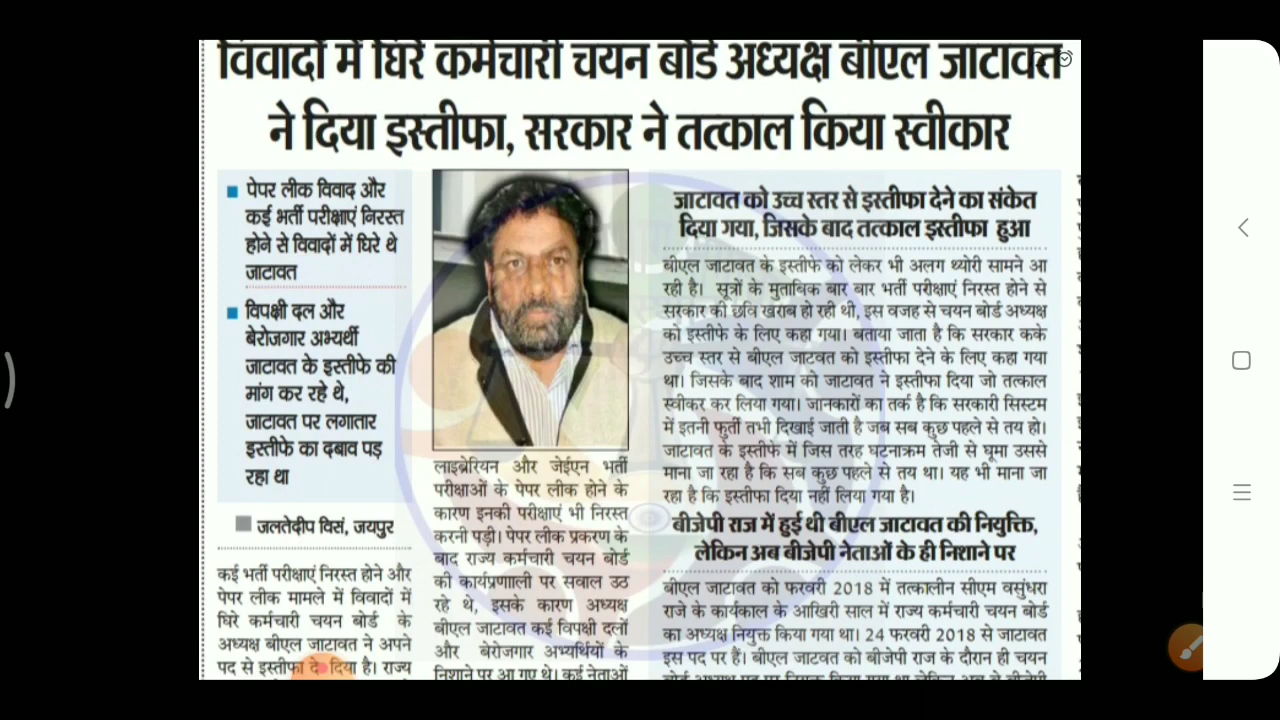 विवादों में घिरे कर्मचारी चयन बोर्ड अध्यक्ष बीएल जाटावत
ने दिया इस्तीफा, सरकार ने तत्काल किया स्वीकार
पेपर लीक विवाद और
कई भर्ती परीक्षाएं निरस्त
होने से विवादों में घिरे थे
जाटावत
विपक्षी दल और
बेरोजगार अभ्यर्थी
जाटावत के इस्तीफे की
मांग कर रहे थे,
जाटावत पर लगातार
इस्तीफे का दबाव पड़
रहा था
जलतेदीप विसं, जयपुर
कई भर्ती परीक्षाएं निरस्त होने और
पेपर लीक मामले में विवादों में
घिरे कर्मचारी चयन बोर्ड के
अध्यक्ष बीएल जाटावत ने अपने
पद से इस्तीफा दे दिया है। राज्य
लाइब्रेरियन और जेईएन भर्ती
परीक्षाओं के पेपर लीक होने के
कारण इनकी परीक्षाएं भी निरस्त
करनी पड़ी। पेपर लीक प्रकरण के
बाद राज्य कर्मचारी चयन बोर्ड
की कार्यप्रणााली पर सवाल उठ
रहे थे, इसके कारण अध्यक्ष
बीएल जाटावत कई विपक्षी दलों
और बेरोजगार अभ्यर्थियों के
निशाने पर आ गए थे। कई नेताओं
जाटावत को उच्च स्तर से इस्तीफा देने का संकेत
दिया गया, जिसके बाद तत्काल इस्तीफा हुआ
बीएल जाटावत के इस्तीफे को लेकर भी अलग थ्योरी सामने आ
रही है। सूत्रों के मुताबिक बार बार भर्ती परीक्षाएं निरस्त होने से
सरकार की छवि खराब हो रही थी, इस वजह से चयन बोर्ड अध्यक्ष
को इस्तीफे के लिए कहा गया। बताया जाता है कि सरकार कके
उच्च स्तर से बीएल जाटवत को इस्तीफा देने के लिए कहा गया
था। जिसके बाद शाम को जाटावत ने इस्तीफा दिया जो तत्काल
स्वीकर कर लिया गया। जानकारों का तर्क है कि सरकारी सिस्टम
में इतनी फुर्ती तभी दिखाई जाती है जब सब कुछ पहले से तय हो।
जाटावत के इस्तीफे में जिस तरह घटनाक्रम तेजी से घूमा उससे
माना जा रहा है कि सब कुछ पहले से तय था। यह भी माना जा
रहा है कि इस्तीफा दिया नहीं लिया गया है।
बीजेपी राज में हुई थी बीएल जाटावत की नियुक्ति,
लेकिन अब बीजेपी नेताओं के ही निशाने पर
बीएल जाटावत को फरवरी 2018 में तत्कालीन सीएम वसुंधरा
राजे के कार्यकाल के आखिरी साल में राज्य कर्मचारी चयन बोर्ड
का अध्यक्ष नियुक्त किया गया था। 24 फरवरी 2018 से जाटावत
इस पद पर हैं। बीएल जाटवत को बीजेपी राज के दौरान ही चयन